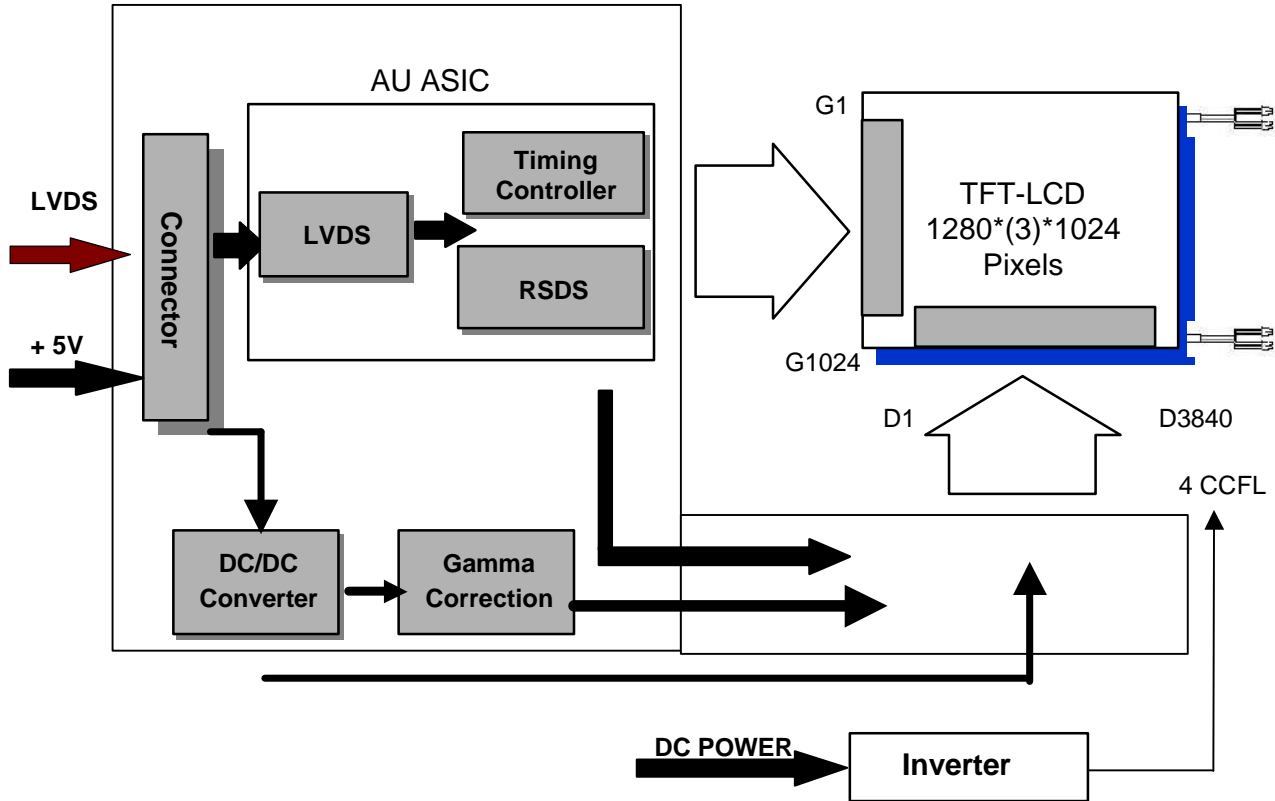 AU ASIC
LVDS
+ 5V
Connector
LVDS
Timing
Controller
RSDS
DC/DC
Converter
Gamma
Correction
G1
G1024
TFT-LCD
1280*(3)*1024
Pixels
D1
D3840
4 CCFL
DC POWER
Inverter